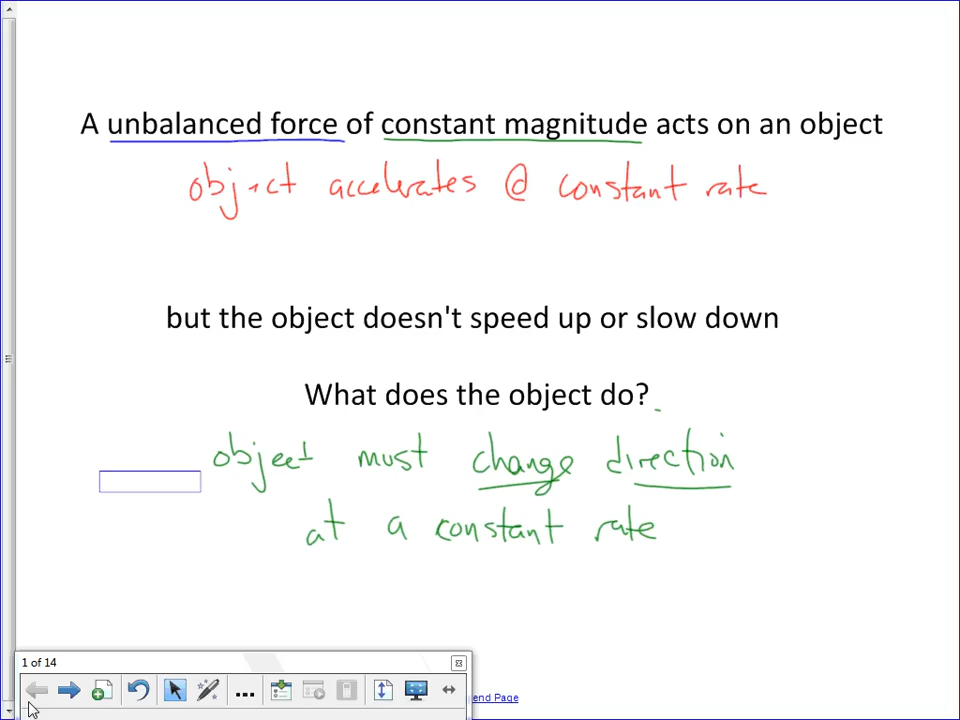 A unbalanced force of constant magnitude acts on an object
object accelerates @ constant rate
but the object doesn't speed up or slow down
What does the object do?
object must change direction
at a constant rate
1 of 14
...
end Page